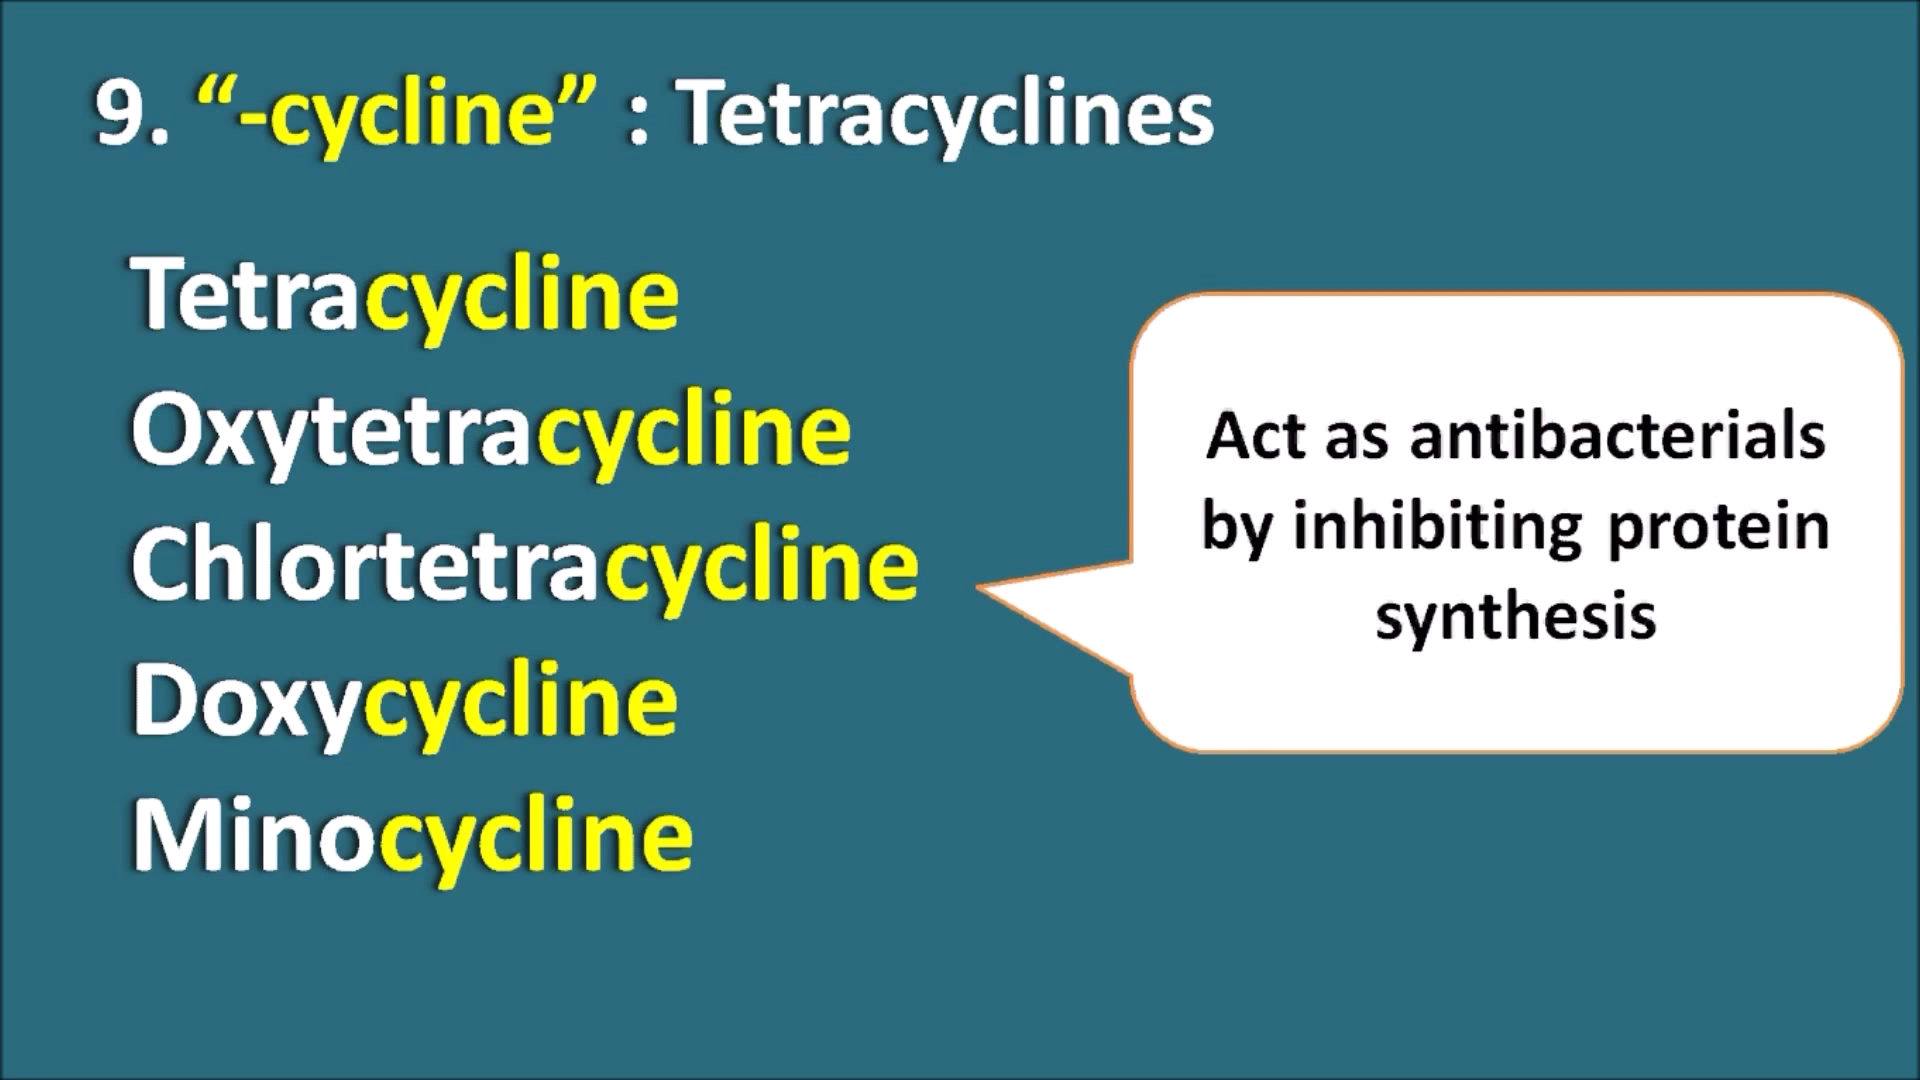 9. “-cycline” : Tetracyclines
Tetracycline
Oxytetracycline
Chlortetracycline
Doxycycline
Minocycline
Act as antibacterials
by inhibiting protein
synthesis